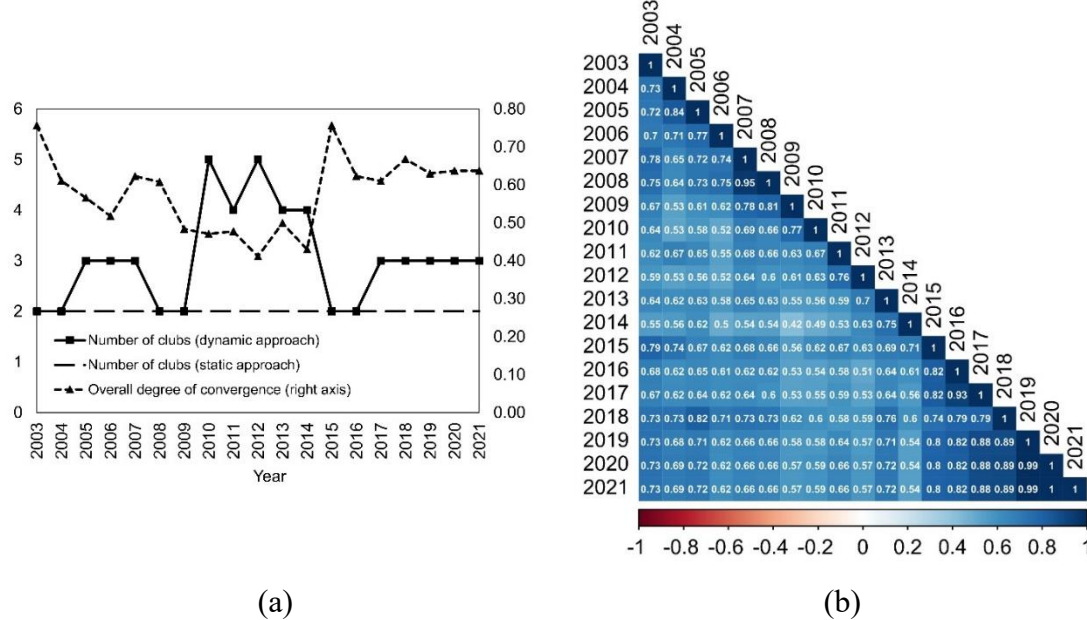 6
5
4
3
2
1
0
0.80
0.70
0.60
0.50
0.40
0.30
0.20
0.10
0.00
Number of clubs (dynamic approach)
Number of clubs (static approach)
Overall degree of convergence (right axis)
2003 2004 2005 2006 2007 2008 2009 2010 2011 2012 2013 2014 2015 2016 2017 2018 2019 2020 2021
Year
(a)
2003 2004 2005 2006 2007 2008 2009 2010 2011 2012 2013 2014 2015 2016 2017 2018 2019 2020 2021
2003 1
2004 0.73 1
2005 0.72 0.84 1
2006 0.7 0.71 0.77 1
2007 0.78 0.65 0.72 0.74 1
2008 0.75 0.64 0.73 0.75 0.95 1
2009 0.67 0.53 0.61 0.62 0.78 0.81 1
2010 0.64 0.53 0.58 0.52 0.69 0.66 0.77 1
2011 0.62 0.67 0.65 0.55 0.68 0.66 0.63 0.67 1
2012 0.59 0.53 0.56 0.52 0.64 0.6 0.61 0.63 0.76 1
2013 0.64 0.62 0.63 0.58 0.65 0.63 0.55 0.56 0.59 0.7 1
2014 0.55 0.56 0.62 0.5 0.54 0.54 0.42 0.49 0.53 0.63 0.75 1
2015 0.79 0.74 0.67 0.62 0.68 0.66 0.56 0.62 0.67 0.63 0.69 0.71 1
2016 0.68 0.62 0.65 0.61 0.62 0.62 0.53 0.54 0.58 0.51 0.64 0.61 0.82 1
2017 0.67 0.62 0.64 0.62 0.64 0.6 0.53 0.55 0.59 0.53 0.64 0.56 0.82 0.93 1
2018 0.73 0.73 0.82 0.71 0.73 0.73 0.62 0.6 0.58 0.59 0.76 0.6 0.74 0.79 0.79 1
2019 0.73 0.68 0.71 0.62 0.66 0.66 0.58 0.58 0.64 0.57 0.71 0.54 0.8 0.82 0.88 0.89 1
2020 0.73 0.69 0.72 0.62 0.66 0.66 0.57 0.59 0.66 0.57 0.72 0.54 0.8 0.82 0.88 0.89 0.99 1
2021 0.73 0.69 0.72 0.62 0.66 0.66 0.57 0.59 0.66 0.57 0.72 0.54 0.8 0.82 0.88 0.89 0.99 1 1
-1 -0.8 -0.6 -0.4 -0.2 0 0.2 0.4 0.6 0.8 1
(b)